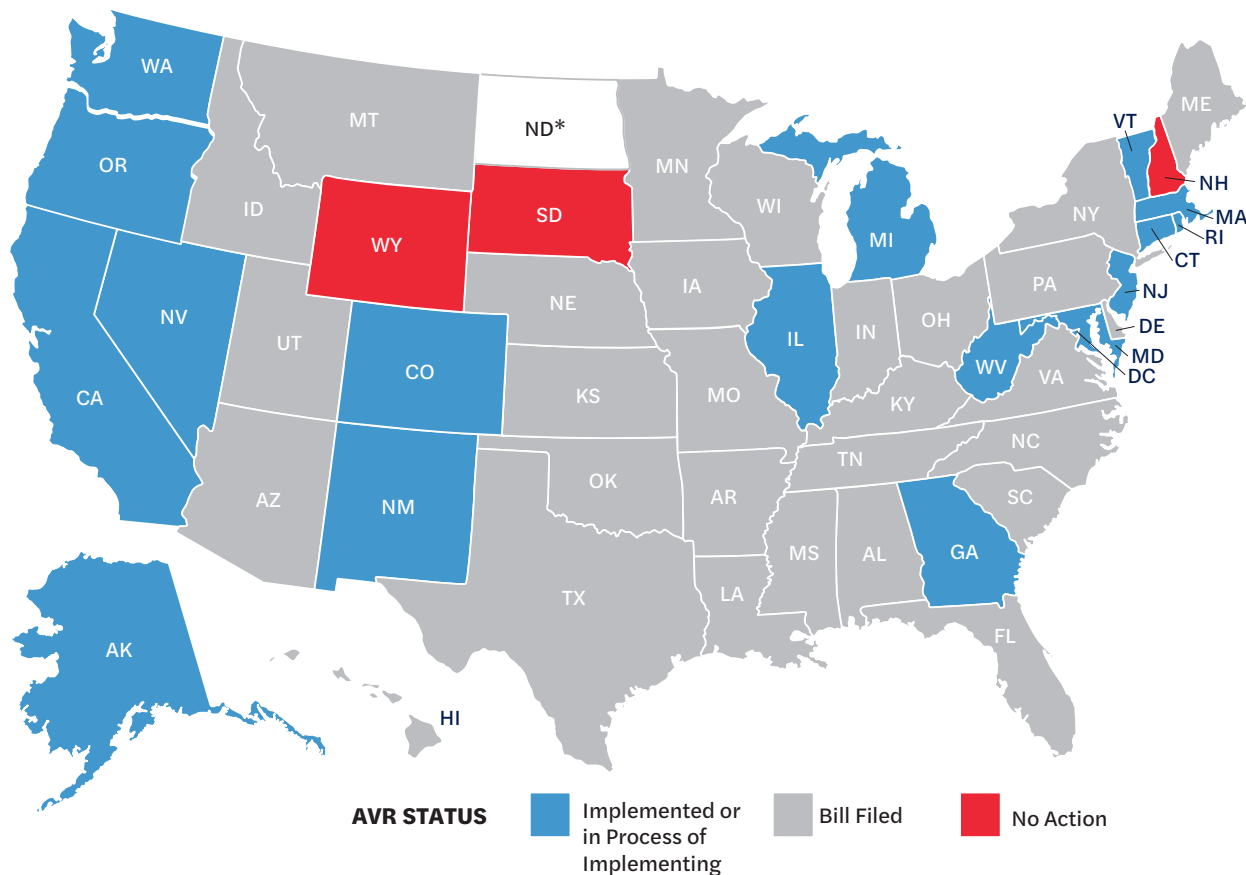 WA
MT
ND*
MN
ME
VT
OR
NH
ID
SD
WI
NY
MA
WY
MI
RI
CT
IA
PA
NJ
NE
NV
UT
IL
IN
OH
DE
MD
DC
CO
WV
VA
CA
KS
MO
KY
NC
TN
OK
AZ
NM
AR
SC
MS
AL
GA
LA
TX
FL
AK
HI
AVR STATUS
Implemented or
in Process of
Implementing
Bill Filed
No Action